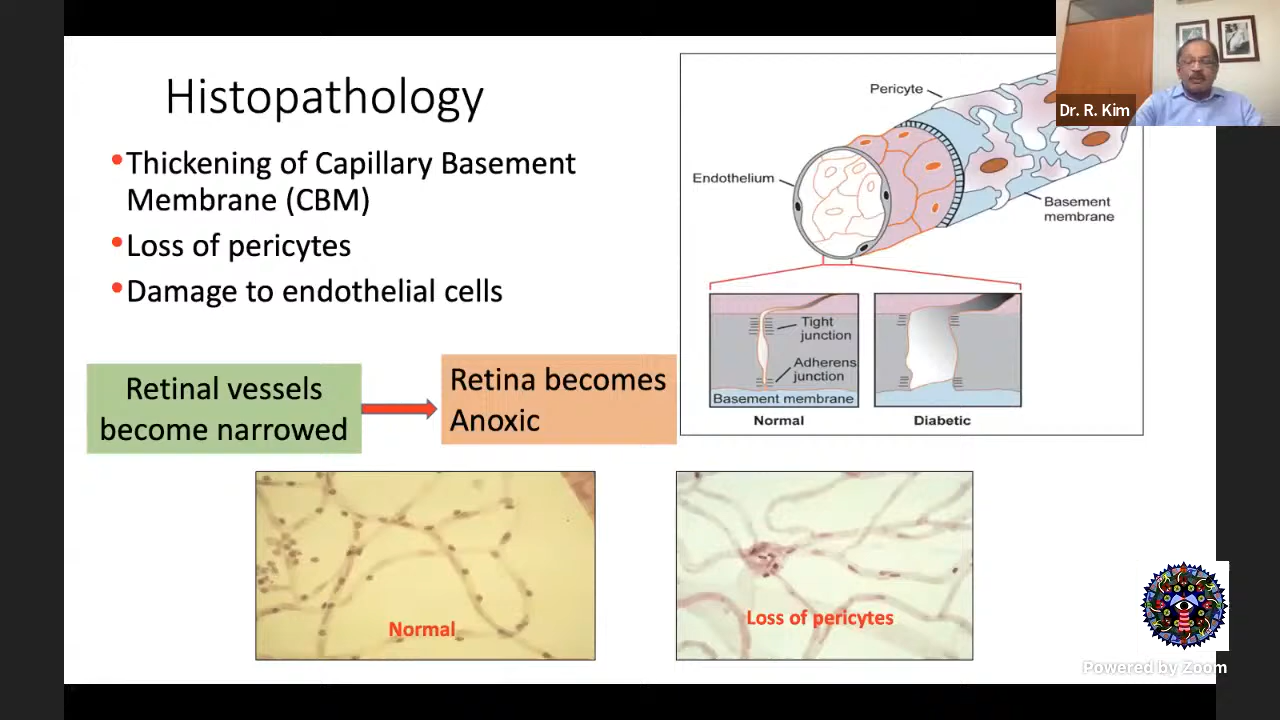 Histopathology
•Thickening of Capillary Basement
Membrane (CBM)
•Loss of pericytes
•Damage to endothelial cells
Retinal vessels
become narrowed
Retina becomes
Anoxic
Pericyte
Endothelium
Basement
membrane
Tight
junction
Adherens
junction
Basement membrane
Normal
Diabetic
Normal
Loss of pericytes
Dr. R. Kim
Powered by Zoom